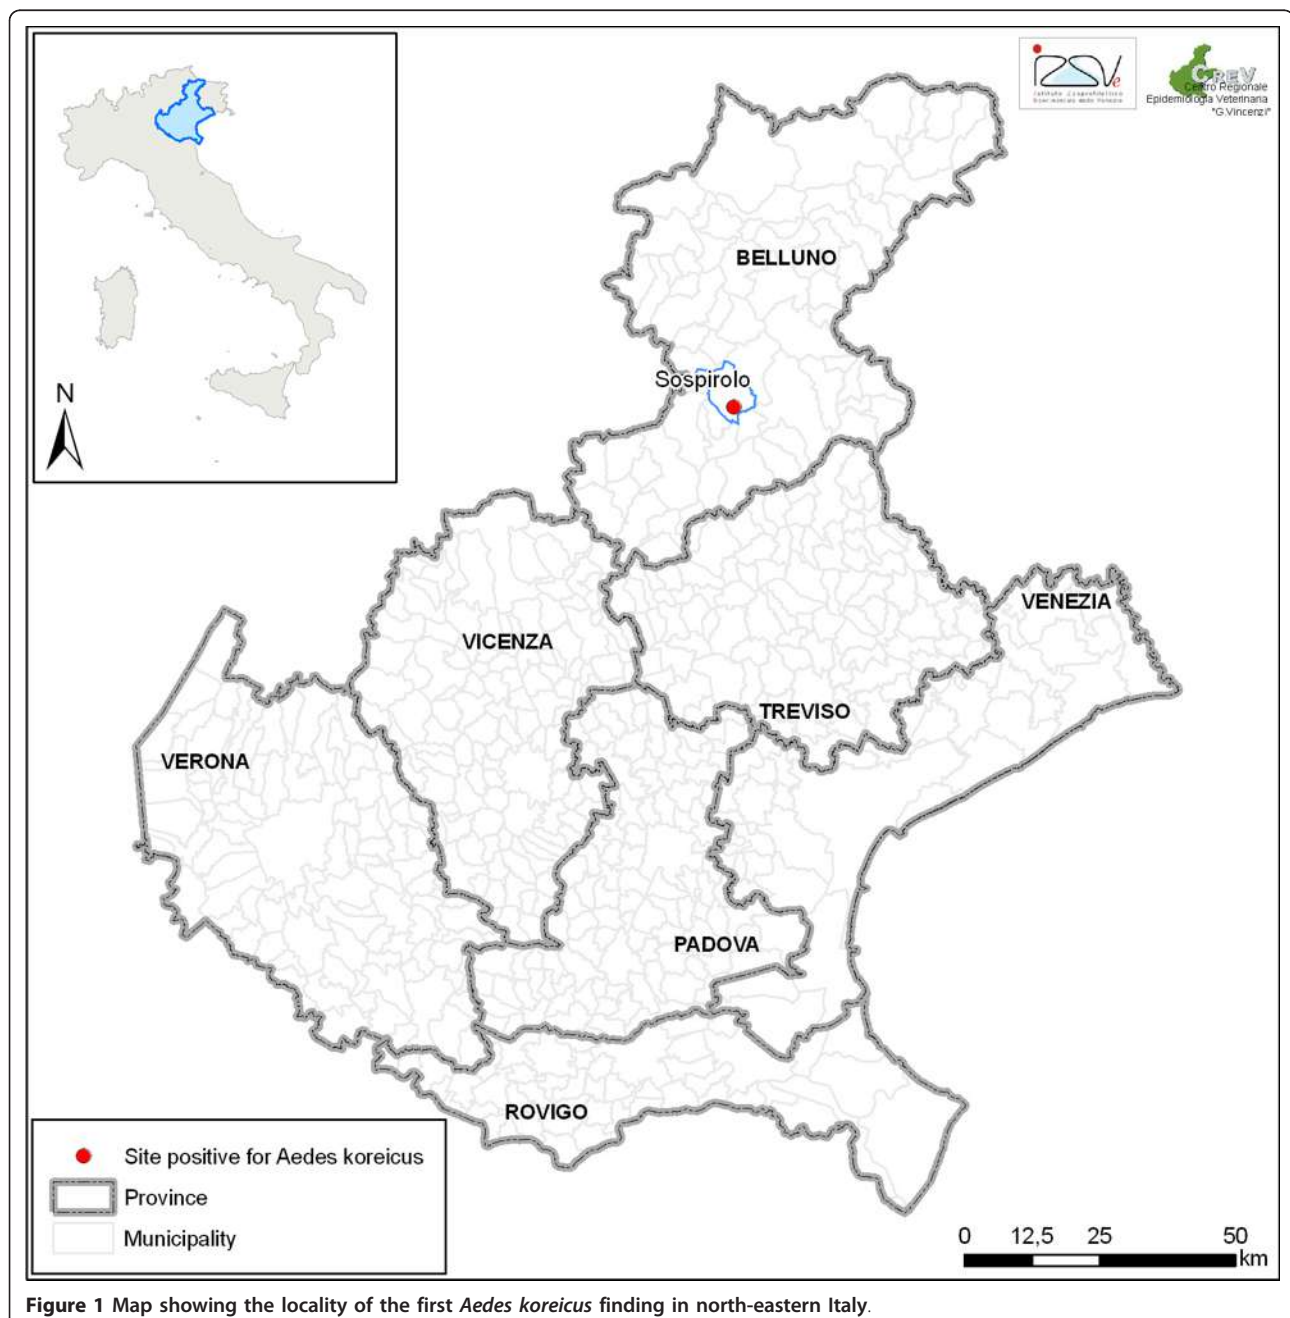 iZSVe
CREV
Centro Regionale
Epidemiologia Veterinaria
"G.Vincenzi"
N
BELLUNO
Sospirolo
VENEZIA
VICENZA
TREVISO
VERONA
PADOVA
ROVIGO
Site positive for Aedes koreicus
Province
Municipality
0 12,5 25 50
km
Figure 1 Map showing the locality of the first Aedes koreicus finding in north-eastern Italy.